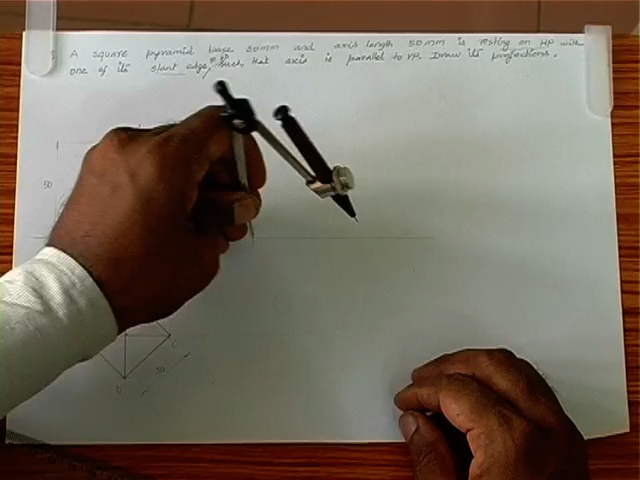 A square pyramid base 30mm and axis length 50mm is resting on HP with
one of its slant edge, such that axis is parallel to VP. Draw its projections.
50
c
b
30